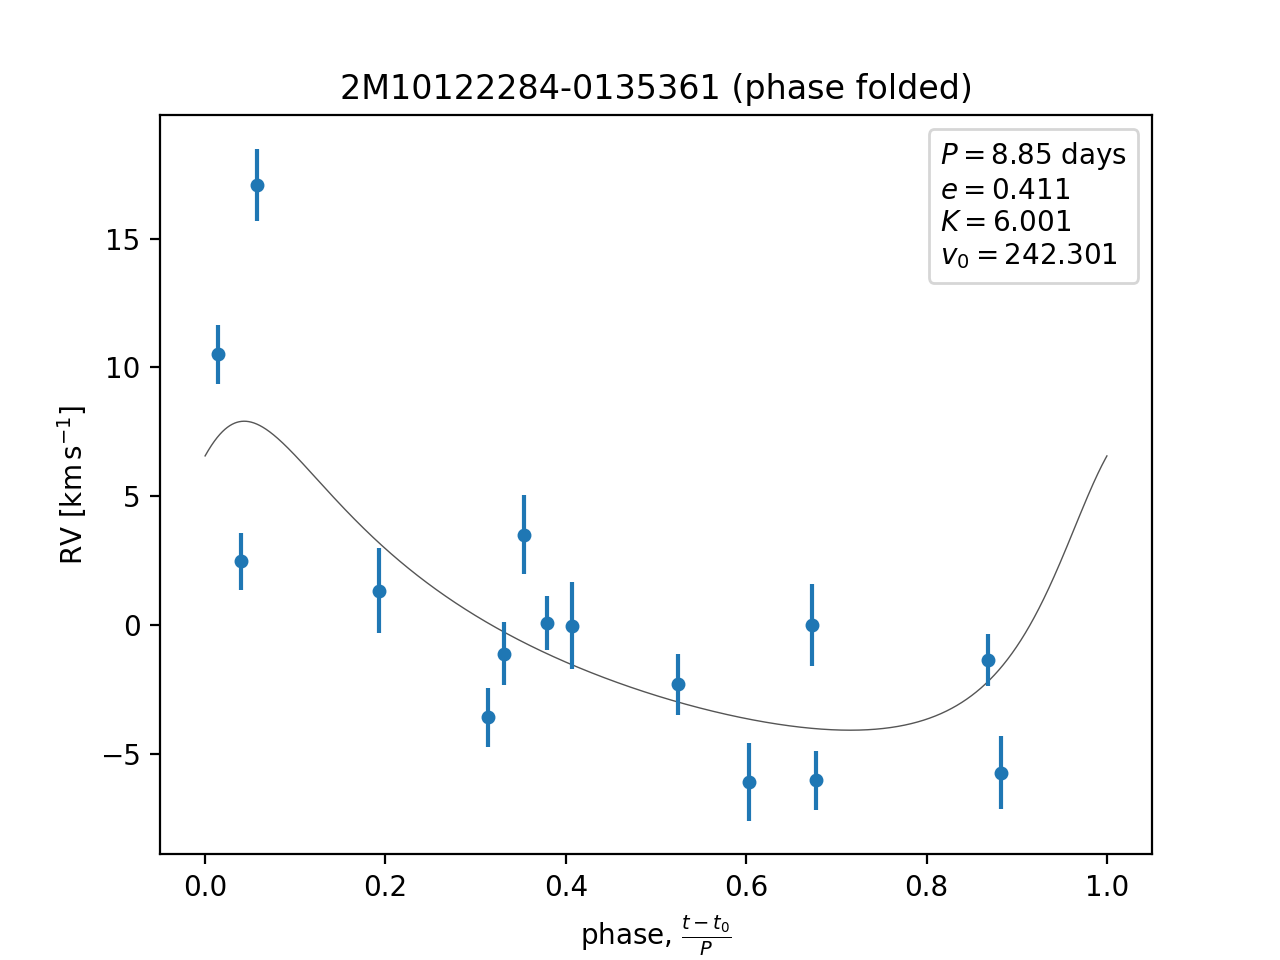 2M10122284-0135361 (phase folded)
P = 8.85 days
e = 0.411
K = 6.001
v₀ = 242.301
15
10
5
0
−5
RV [km s⁻¹]
0.0 0.2 0.4 0.6 0.8 1.0
phase, (t − t₀)/P